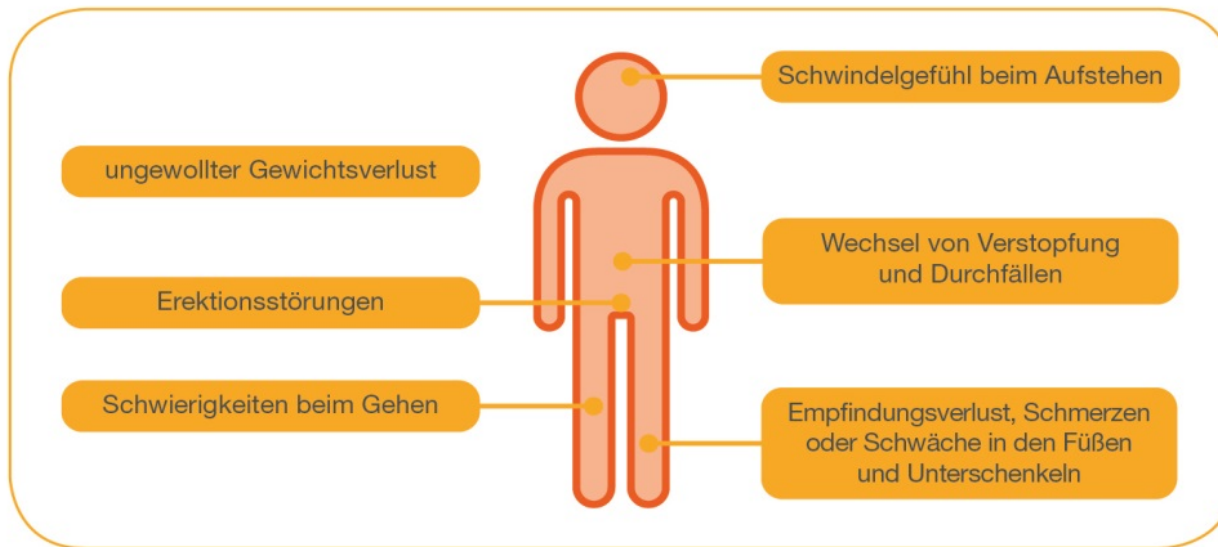 Schwindelgefühl beim Aufstehen
ungewollter Gewichtsverlust
Wechsel von Verstopfung
und Durchfällen
Erektionsstörungen
Schwierigkeiten beim Gehen
Empfindungsverlust, Schmerzen
oder Schwäche in den Füßen
und Unterschenkeln